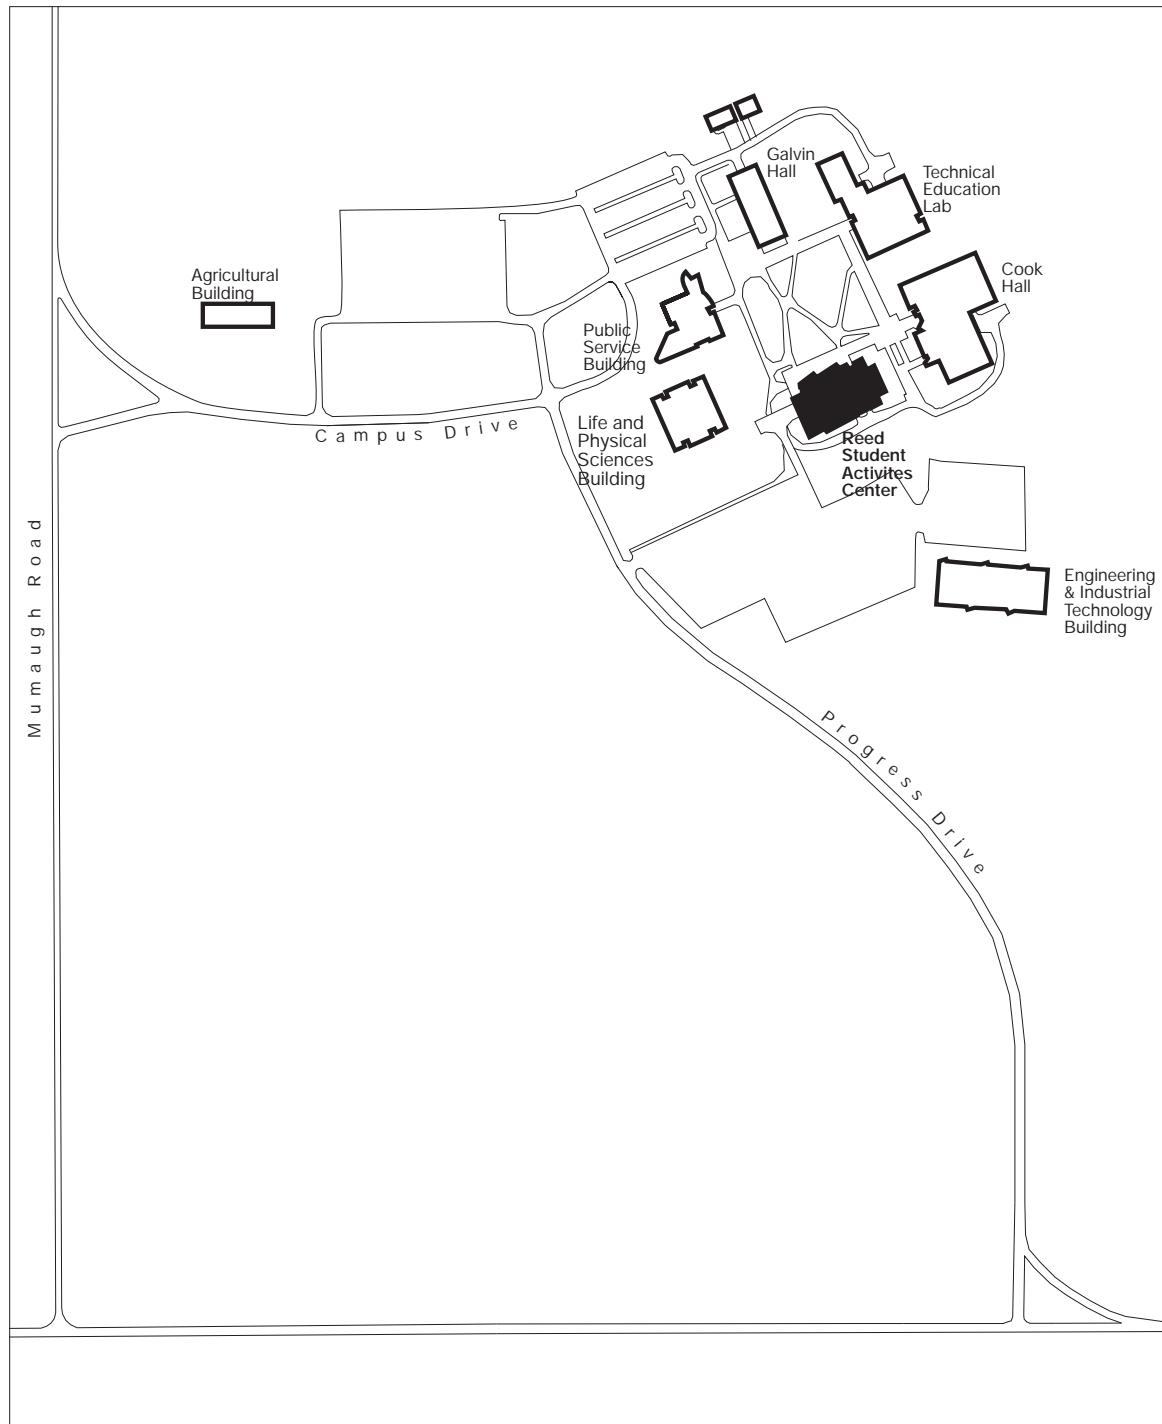 Galvin
Hall
Technical
Education
Lab
Agricultural
Building
Cook
Hall
Public
Service
Building
Life and
Physical
Sciences
Building
Campus Drive
Reed
Student
Activites
Center
Mumaugh Road
Engineering
& Industrial
Technology
Building
Progress Drive